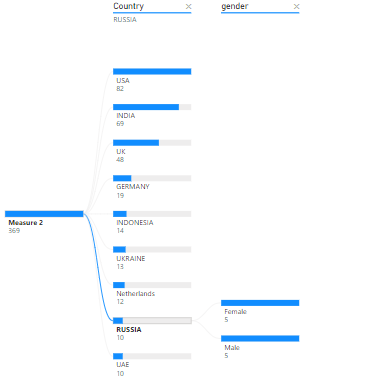 Country
gender
RUSSIA
USA
82
INDIA
69
UK
48
GERMANY
19
Measure 2
369
INDONESIA
14
UKRAINE
13
Netherlands
12
RUSSIA
10
Female
5
Male
5
UAE
10